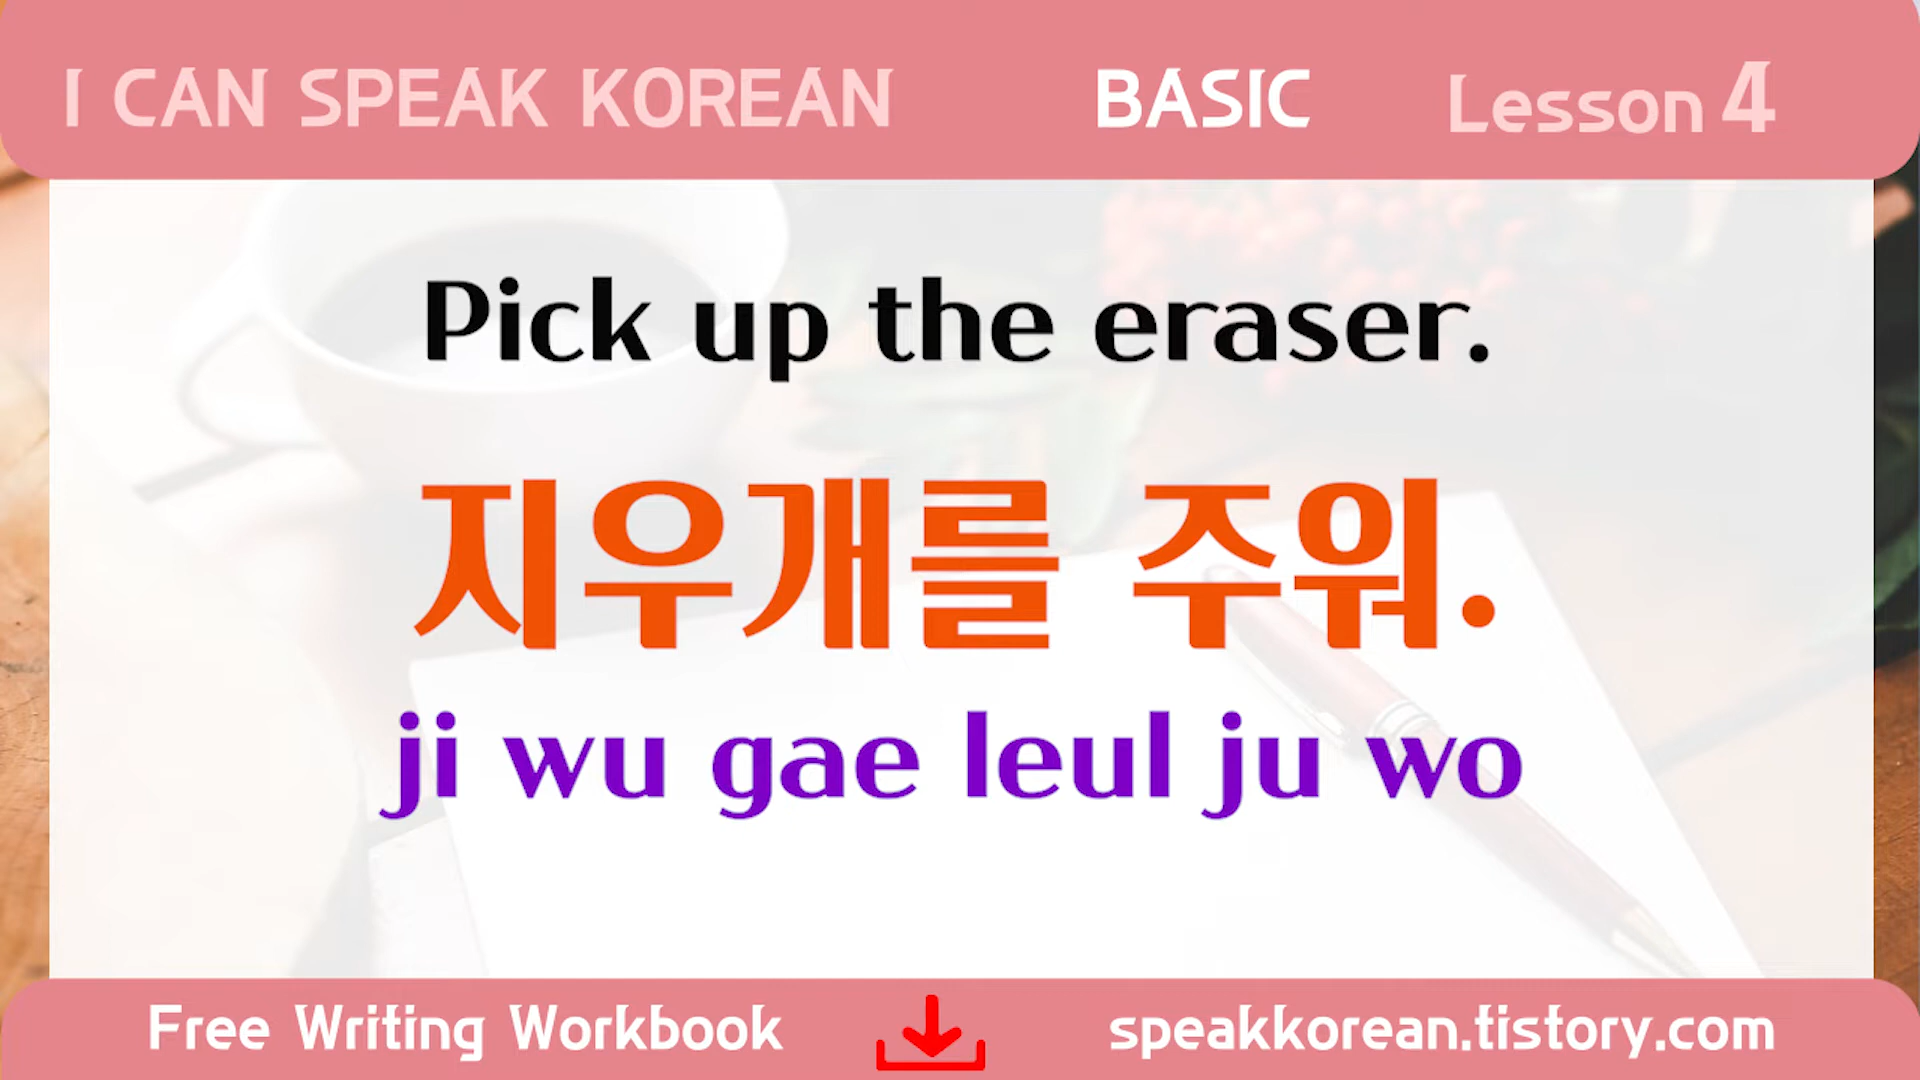 I CAN SPEAK KOREAN BASIC Lesson 4
Pick up the eraser.
지우개를 주워.
ji wu gae leul ju wo
Free Writing Workbook speakkorean.tistory.com